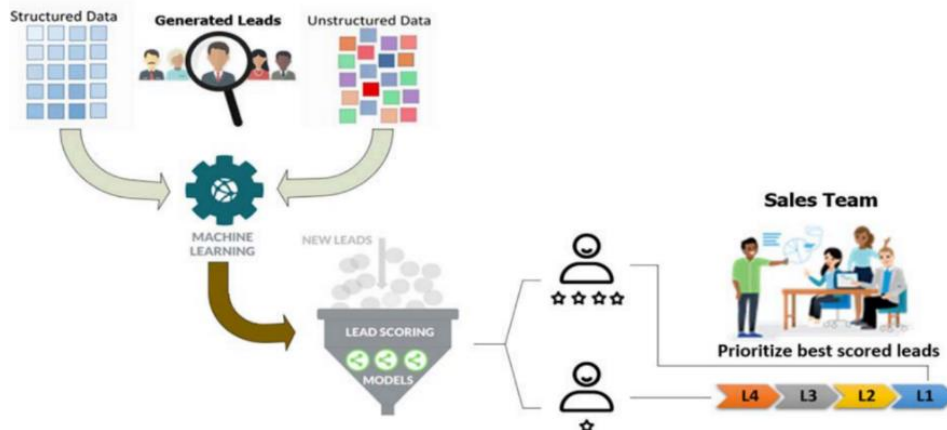 Structured Data
Generated Leads
Unstructured Data
MACHINE
LEARNING
NEW LEADS
LEAD SCORING
MODELS
Sales Team
Prioritize best scored leads
L4
L3
L2
L1